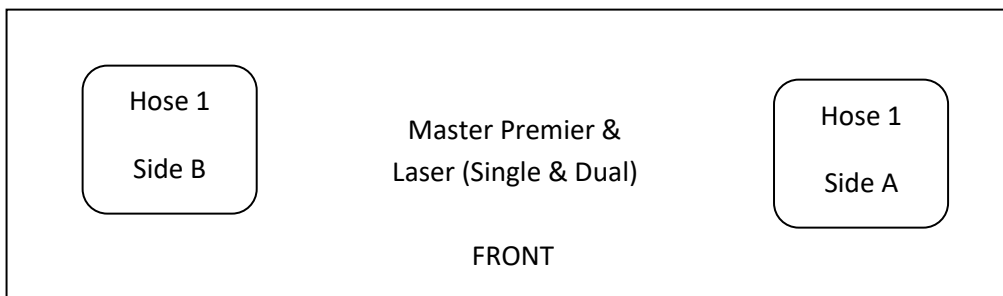 Hose 1
Side B
Master Premier &
Laser (Single & Dual)
Hose 1
Side A
FRONT